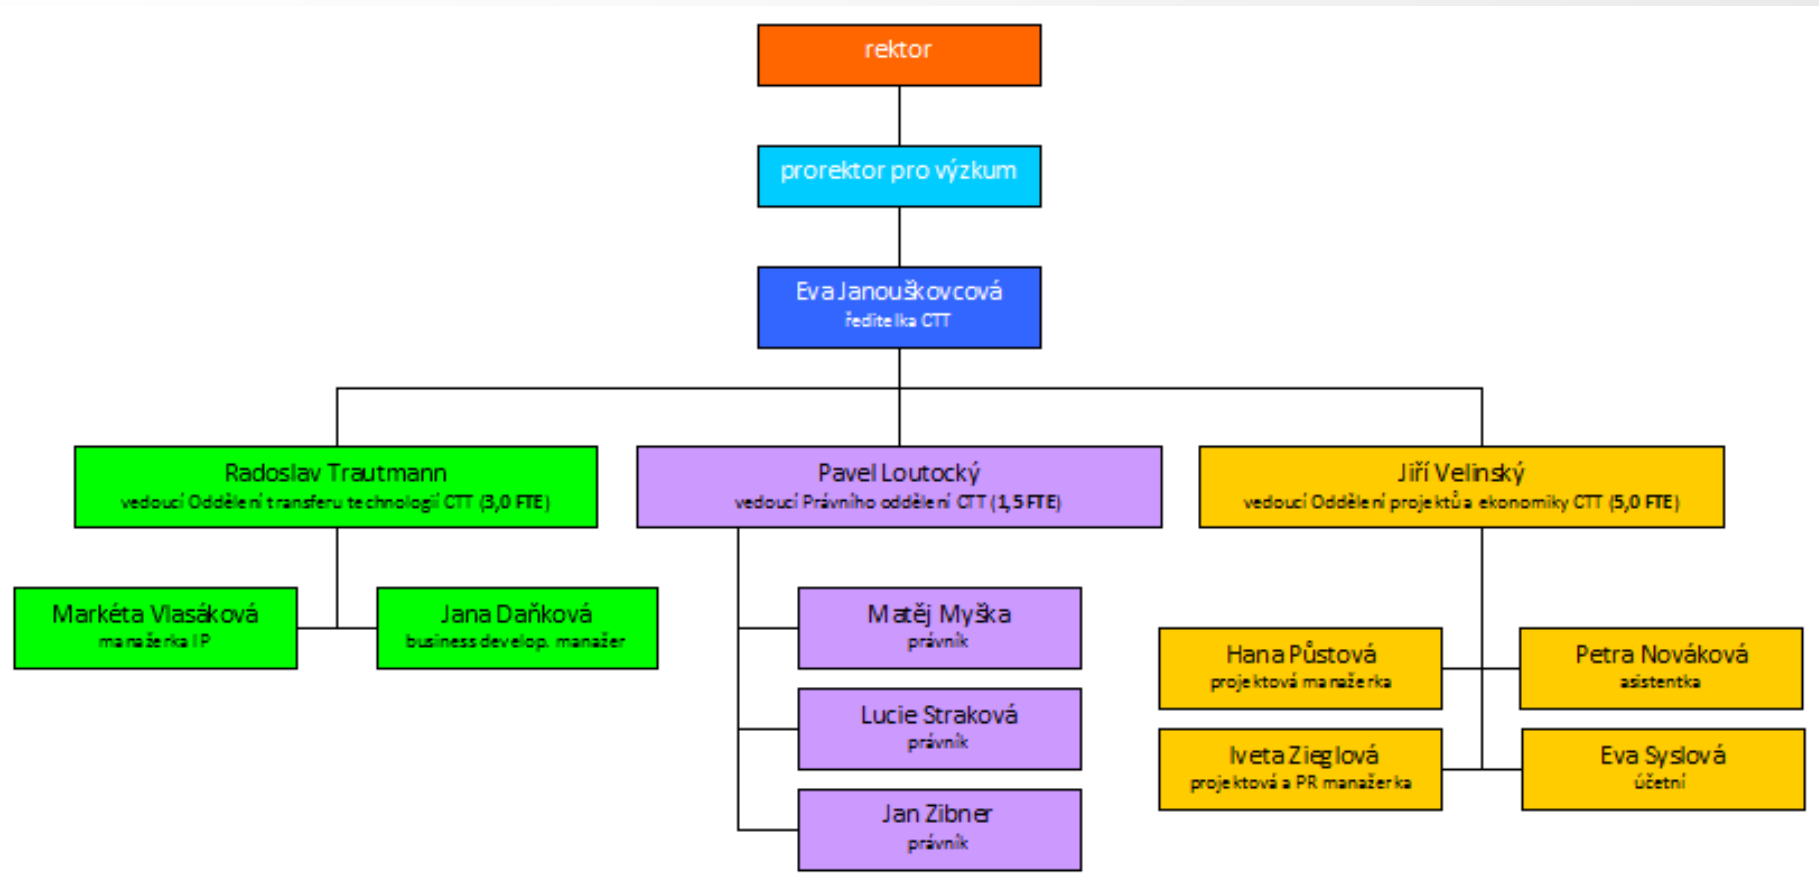 rektor
prorektor pro výzkum
Eva Janouškovcová
ředitelka CTT
Radoslav Trautmann
vedoucí Oddělení transferu technologií CTT (3,0 FTE)
Markéta Vlasáková
manažerka IP
Jana Daňková
business develop. manažer
Pavel Loutocký
vedoucí Právního oddělení CTT (1,5 FTE)
Matěj Myška
právník
Lucie Straková
právník
Jan Zibner
právník
Jiří Velinský
vedoucí Oddělení projektů a ekonomiky CTT (5,0 FTE)
Hana Půstová
projektová manažerka
Petra Nováková
asistentka
Iveta Zieglová
projektová a PR manažerka
Eva Syslová
účetní